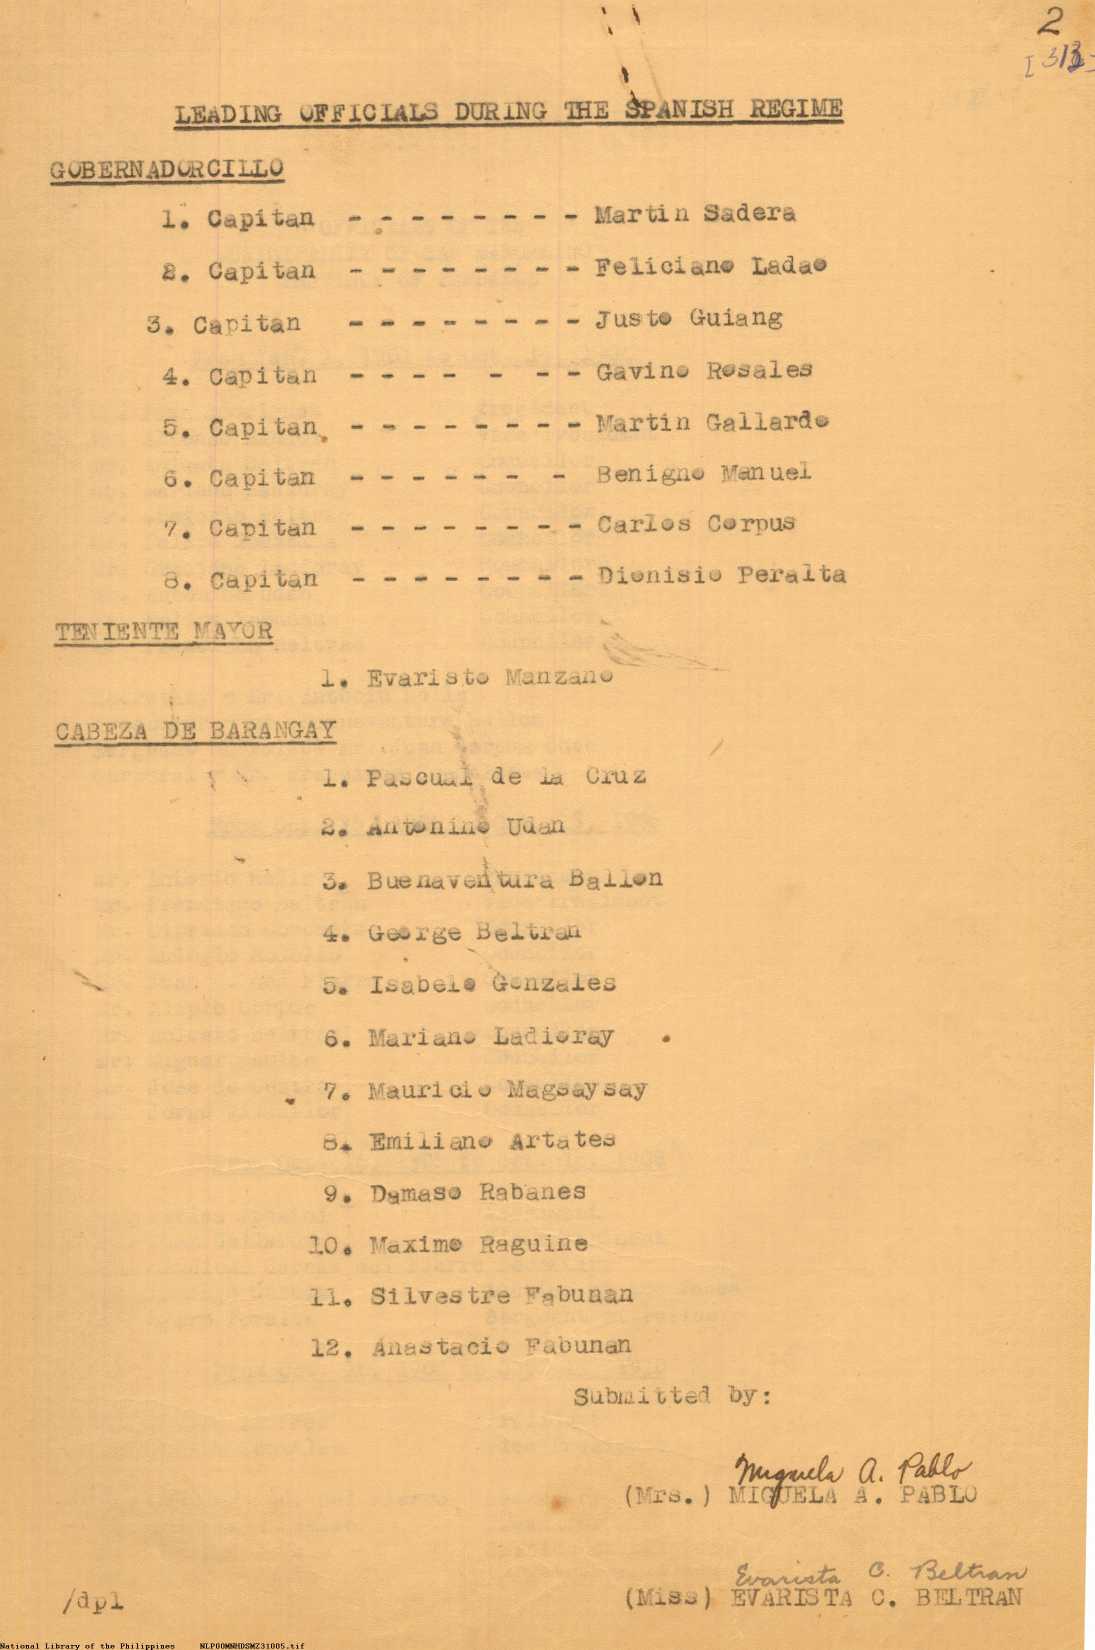 2
LEADING OFFICIALS DURING THE SPANISH REGIME
GOBERNADORCILLO
1. Capitan - - - - - - - - Martin Sadera
2. Capitan - - - - - - - - Feliciano Ladao
3. Capitan - - - - - - - - Justo Guiang
4. Capitan - - - - - - - Gavino Rosales
5. Capitan - - - - - - - - Martin Gallardo
6. Capitan - - - - - - - Benigno Manuel
7. Capitan - - - - - - - - Carlos Corpus
8. Capitan - - - - - - - - Dionisio Peralta
TENIENTE MAYOR
1. Evaristo Manzano
CABEZA DE BARANGAY
1. Pascual de la Cruz
2. Antonino Udan
3. Buenaventura Ballon
4. George Beltran
5. Isabelo Gonzales
6. Mariano Ladioray
7. Mauricio Magsaysay
8. Emiliano Artates
9. Damaso Rabanes
10. Maximo Raguine
11. Silvestre Fabunan
12. Anastacio Fabunan
Submitted by:
Miguela A. Pablo
(Mrs.) MIGUELA A. PABLO
Evarista C. Beltran
/dpl (Miss) EVARISTA C. BELTRAN
National Library of the Philippines NLPOOMNHDSMZ31005.tif